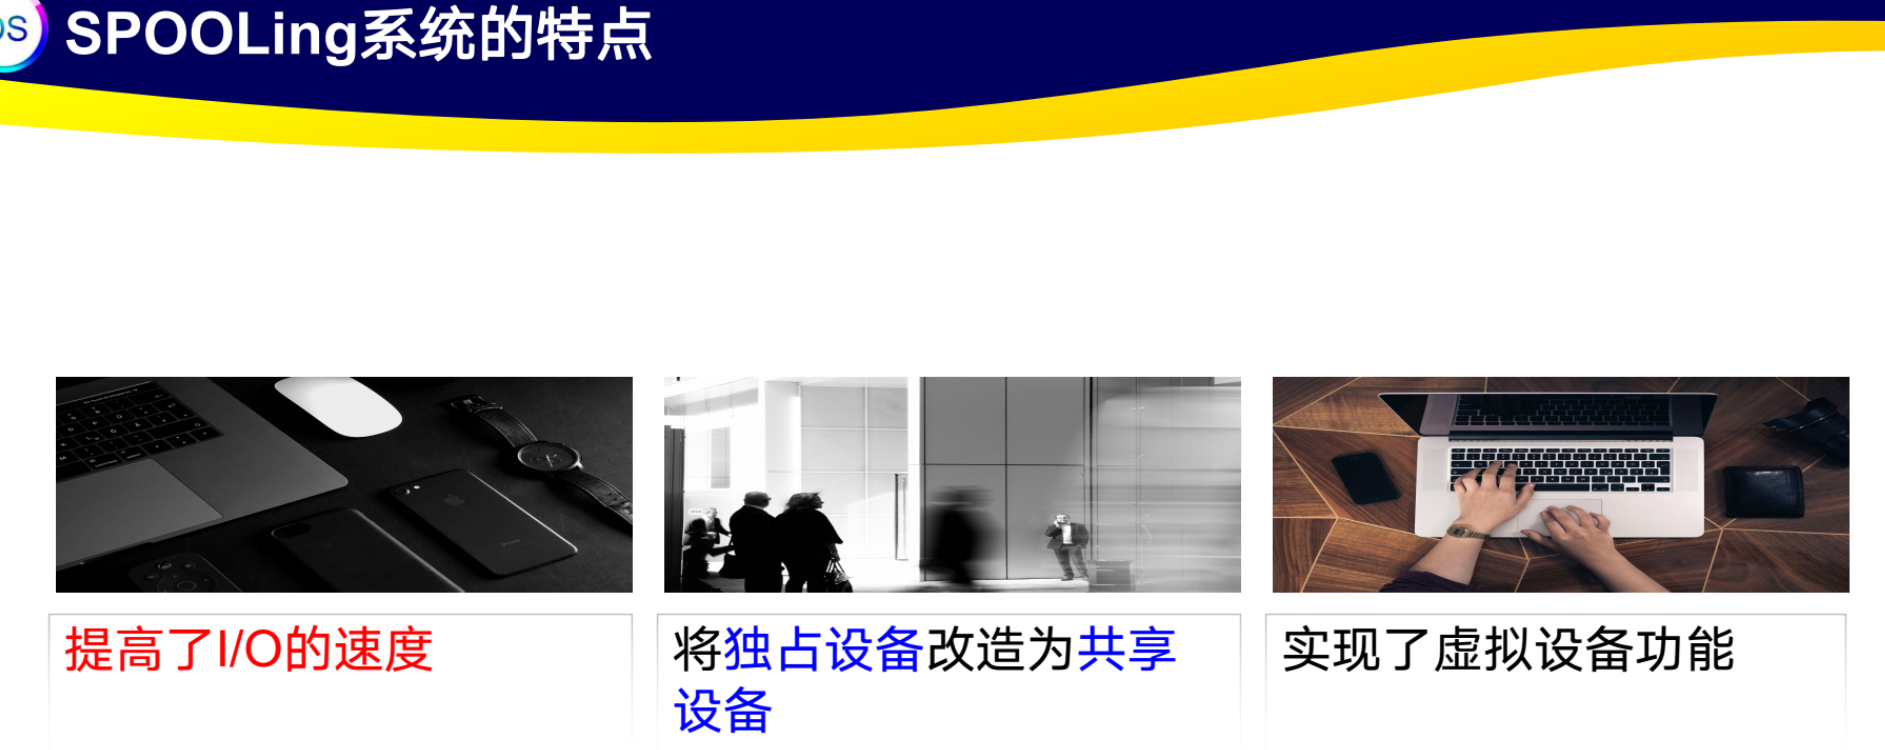 OS
SPOOLing系统的特点
提高了I/O的速度
将独占设备改造为共享
设备
实现了虚拟设备功能